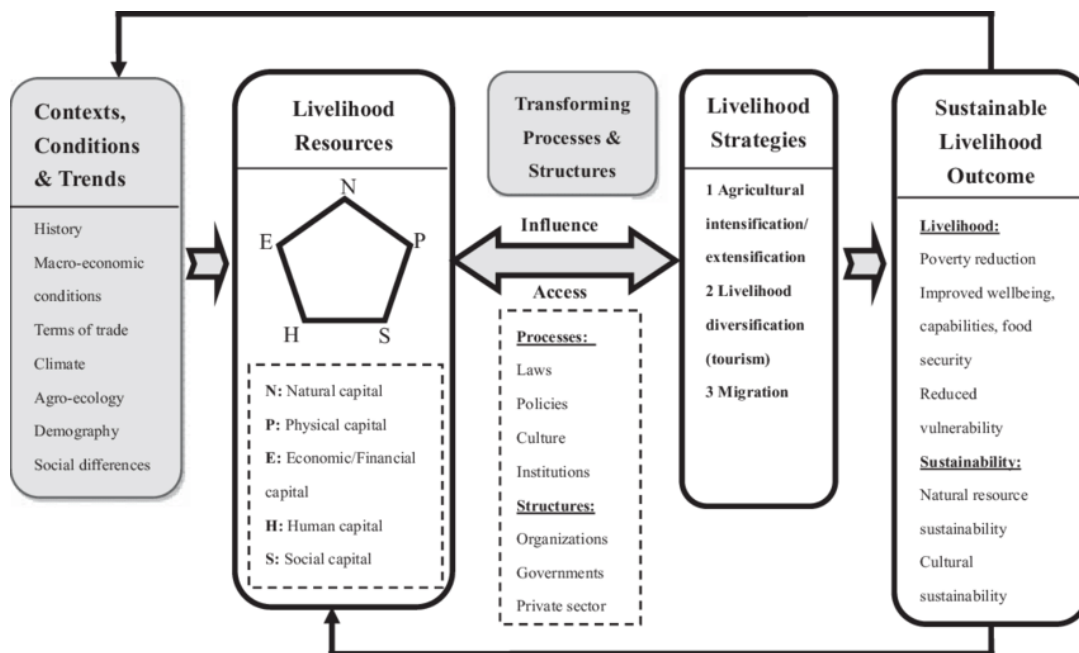 Contexts,
Conditions
& Trends
History
Macro-economic
conditions
Terms of trade
Climate
Agro-ecology
Demography
Social differences
Livelihood
Resources
N
E
P
H
S
N: Natural capital
P: Physical capital
E: Economic/Financial
capital
H: Human capital
S: Social capital
Transforming
Processes &
Structures
Influence
Access
Processes:
Laws
Policies
Culture
Institutions
Structures:
Organizations
Governments
Private sector
Livelihood
Strategies
1 Agricultural
intensification/
extensification
2 Livelihood
diversification
(tourism)
3 Migration
Sustainable
Livelihood
Outcome
Livelihood:
Poverty reduction
Improved wellbeing,
capabilities, food
security
Reduced
vulnerability
Sustainability:
Natural resource
sustainability
Cultural
sustainability